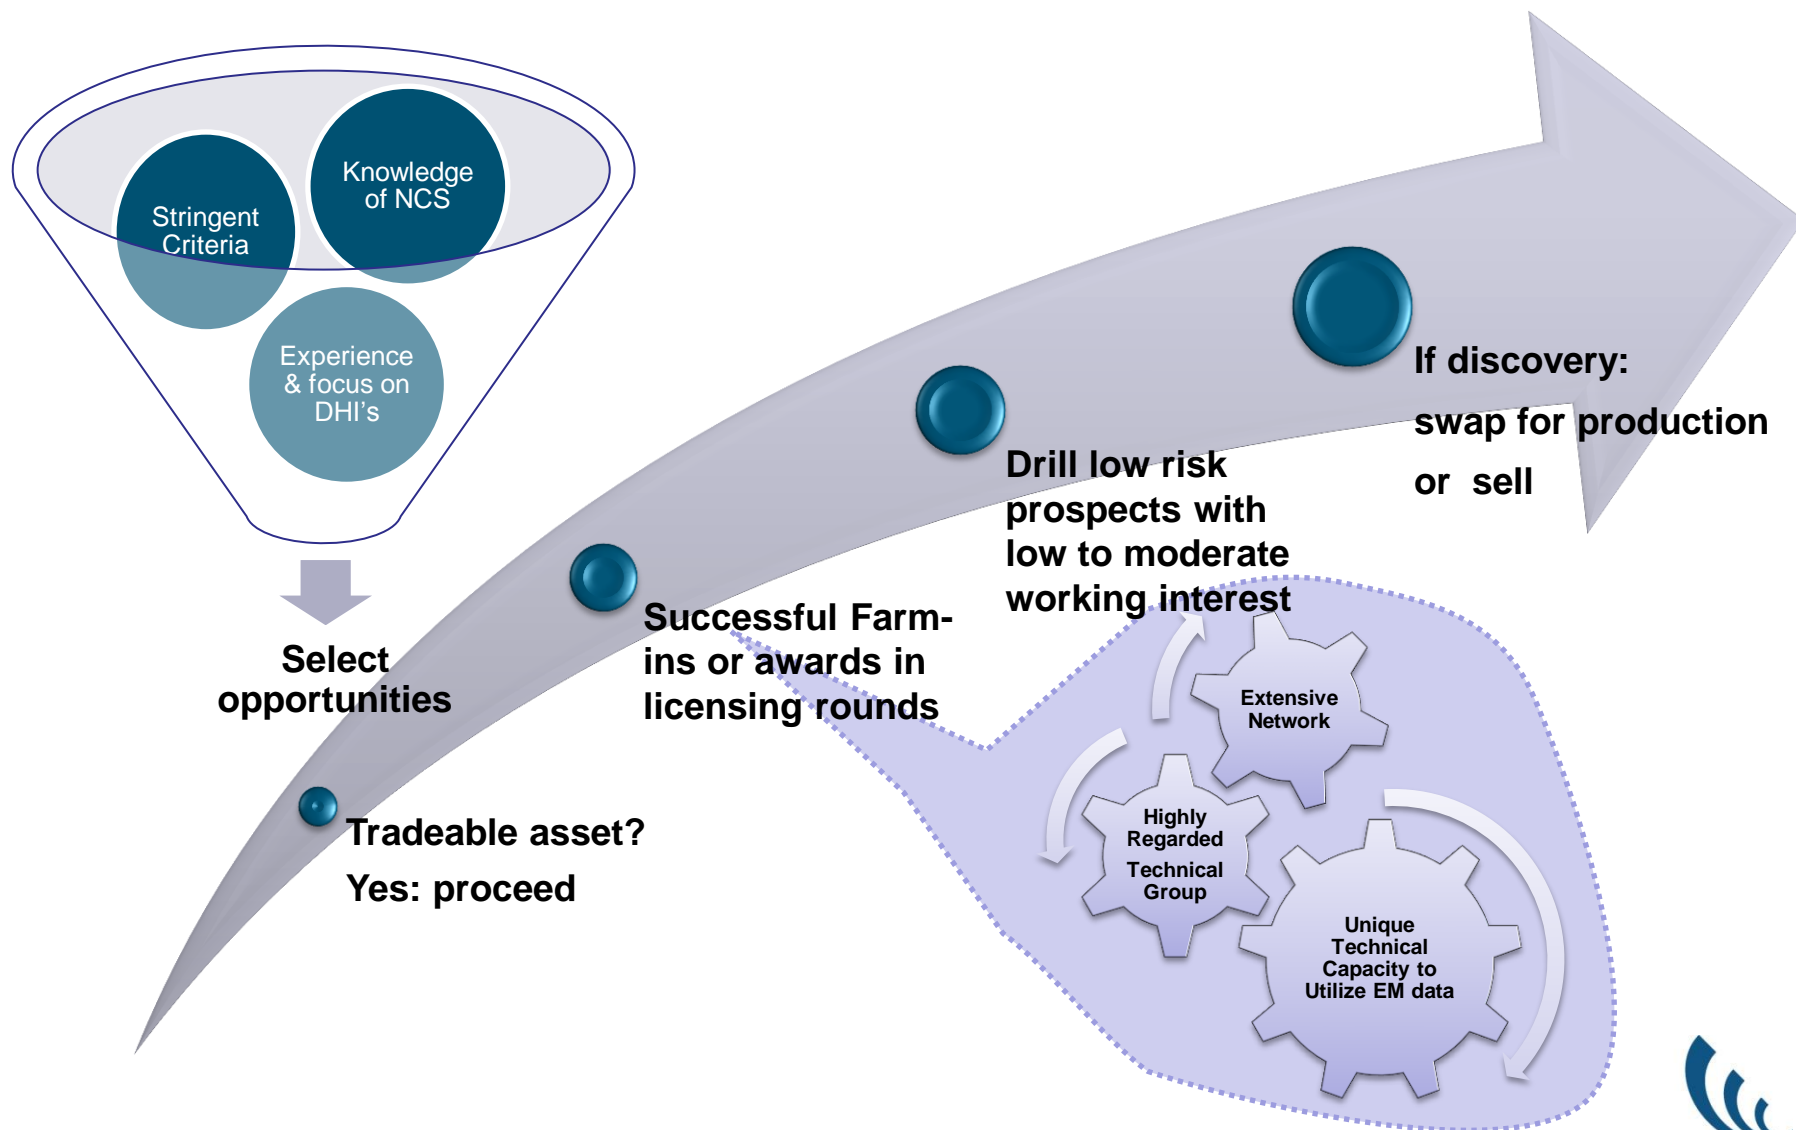 Knowledge
of NCS
Stringent
Criteria
Experience
& focus on
DHI’s
Select
opportunities
Tradeable asset?
Yes: proceed
Successful Farm-
ins or awards in
licensing rounds
Drill low risk
prospects with
low to moderate
working interest
If discovery:
swap for production
or sell
Extensive
Network
Highly
Regarded
Technical
Group
Unique
Technical
Capacity to
Utilize EM data